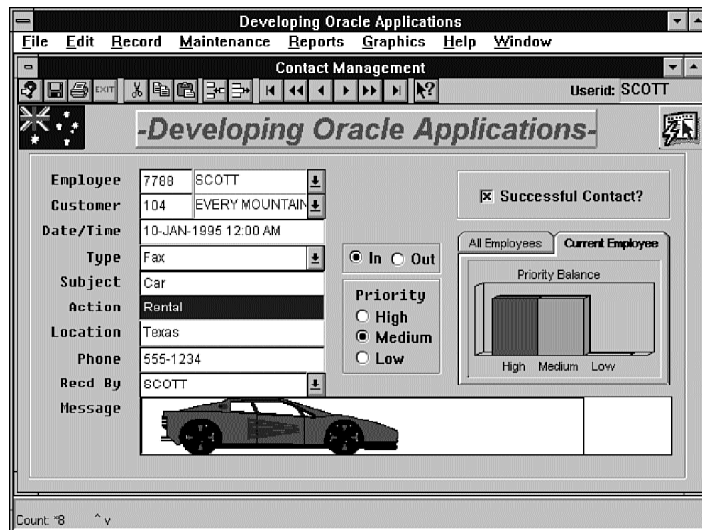 Developing Oracle Applications
File Edit Record Maintenance Reports Graphics Help Window
Contact Management
EXIT Userid: SCOTT
-Developing Oracle Applications-
Employee 7788 SCOTT
Customer 104 EVERY MOUNTAIN
Date/Time 10-JAN-1995 12:00 AM
Type Fax
Subject Car
Action Rental
Location Texas
Phone 555-1234
Recd By SCOTT
Message
In Out
Priority
High
Medium
Low
Successful Contact?
All Employees Current Employee
Priority Balance
High Medium Low
Count: *8 ^ v